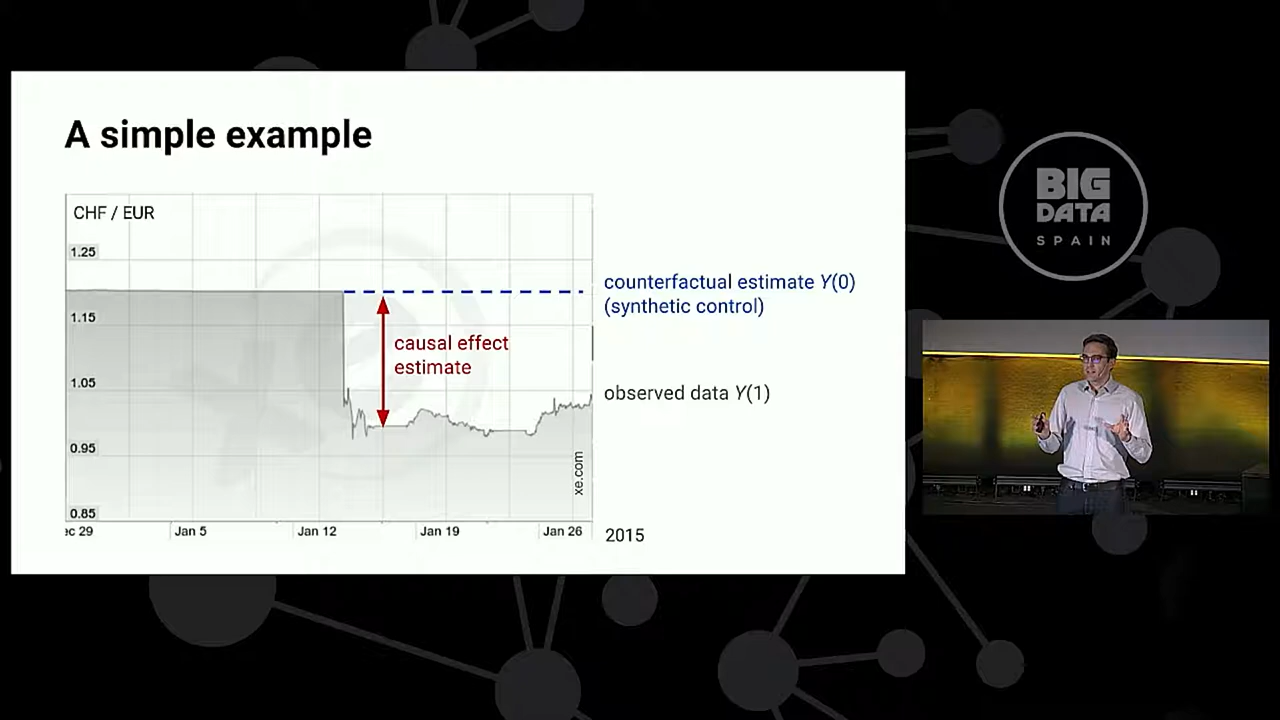 A simple example
CHF / EUR
1.25
1.15
1.05
0.95
0.85
counterfactual estimate Y(0)
(synthetic control)
causal effect
estimate
observed data Y(1)
xe.com
ec 29
Jan 5
Jan 12
Jan 19
Jan 26
2015
BIG
DATA
SPAIN